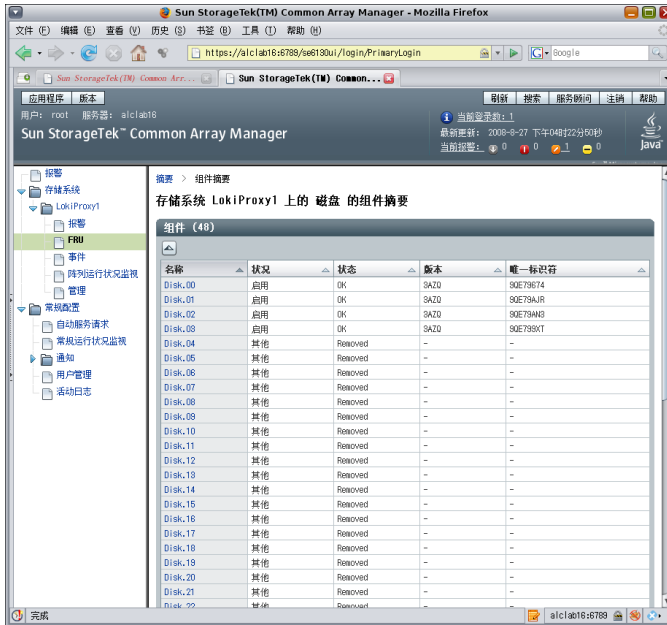 Sun StorageTek(TM) Common Array Manager - Mozilla Firefox
文件 (F) 编辑 (E) 查看 (V) 历史 (S) 书签 (B) 工具 (T) 帮助 (H)
https://alclab16:6789/se6130ui/login/PrimaryLogin
Google
Sun StorageTek(TM) Common Arr...
Sun StorageTek(TM) Common...
应用程序 版本 刷新 搜索 服务顾问 注销 帮助
用户: root 服务器: alclab16
当前登录数: 1
Sun StorageTek™ Common Array Manager
最新更新: 2008-8-27 下午04时22分50秒
当前报警: 0 0 1 0
Java
报警
存储系统
LokiProxy1
报警
FRU
事件
阵列运行状况监视
管理
常规配置
自动服务请求
常规运行状况监视
通知
用户管理
活动日志
摘要 > 组件摘要
存储系统 LokiProxy1 上的 磁盘 的组件摘要
组件 (48)
名称 状况 状态 版本 唯一标识符
Disk.00 启用 OK 3AZQ 9QE79674
Disk.01 启用 OK 3AZQ 9QE79AJR
Disk.02 启用 OK 3AZQ 9QE79AN3
Disk.03 启用 OK 3AZQ 9QE799XT
Disk.04 其他 Removed - -
Disk.05 其他 Removed - -
Disk.06 其他 Removed - -
Disk.07 其他 Removed - -
Disk.08 其他 Removed - -
Disk.09 其他 Removed - -
Disk.10 其他 Removed - -
Disk.11 其他 Removed - -
Disk.12 其他 Removed - -
Disk.13 其他 Removed - -
Disk.14 其他 Removed - -
Disk.15 其他 Removed - -
Disk.16 其他 Removed - -
Disk.17 其他 Removed - -
Disk.18 其他 Removed - -
Disk.19 其他 Removed - -
Disk.20 其他 Removed - -
Disk.21 其他 Removed - -
Disk.22 其他 Removed - -
完成
alclab16:6789